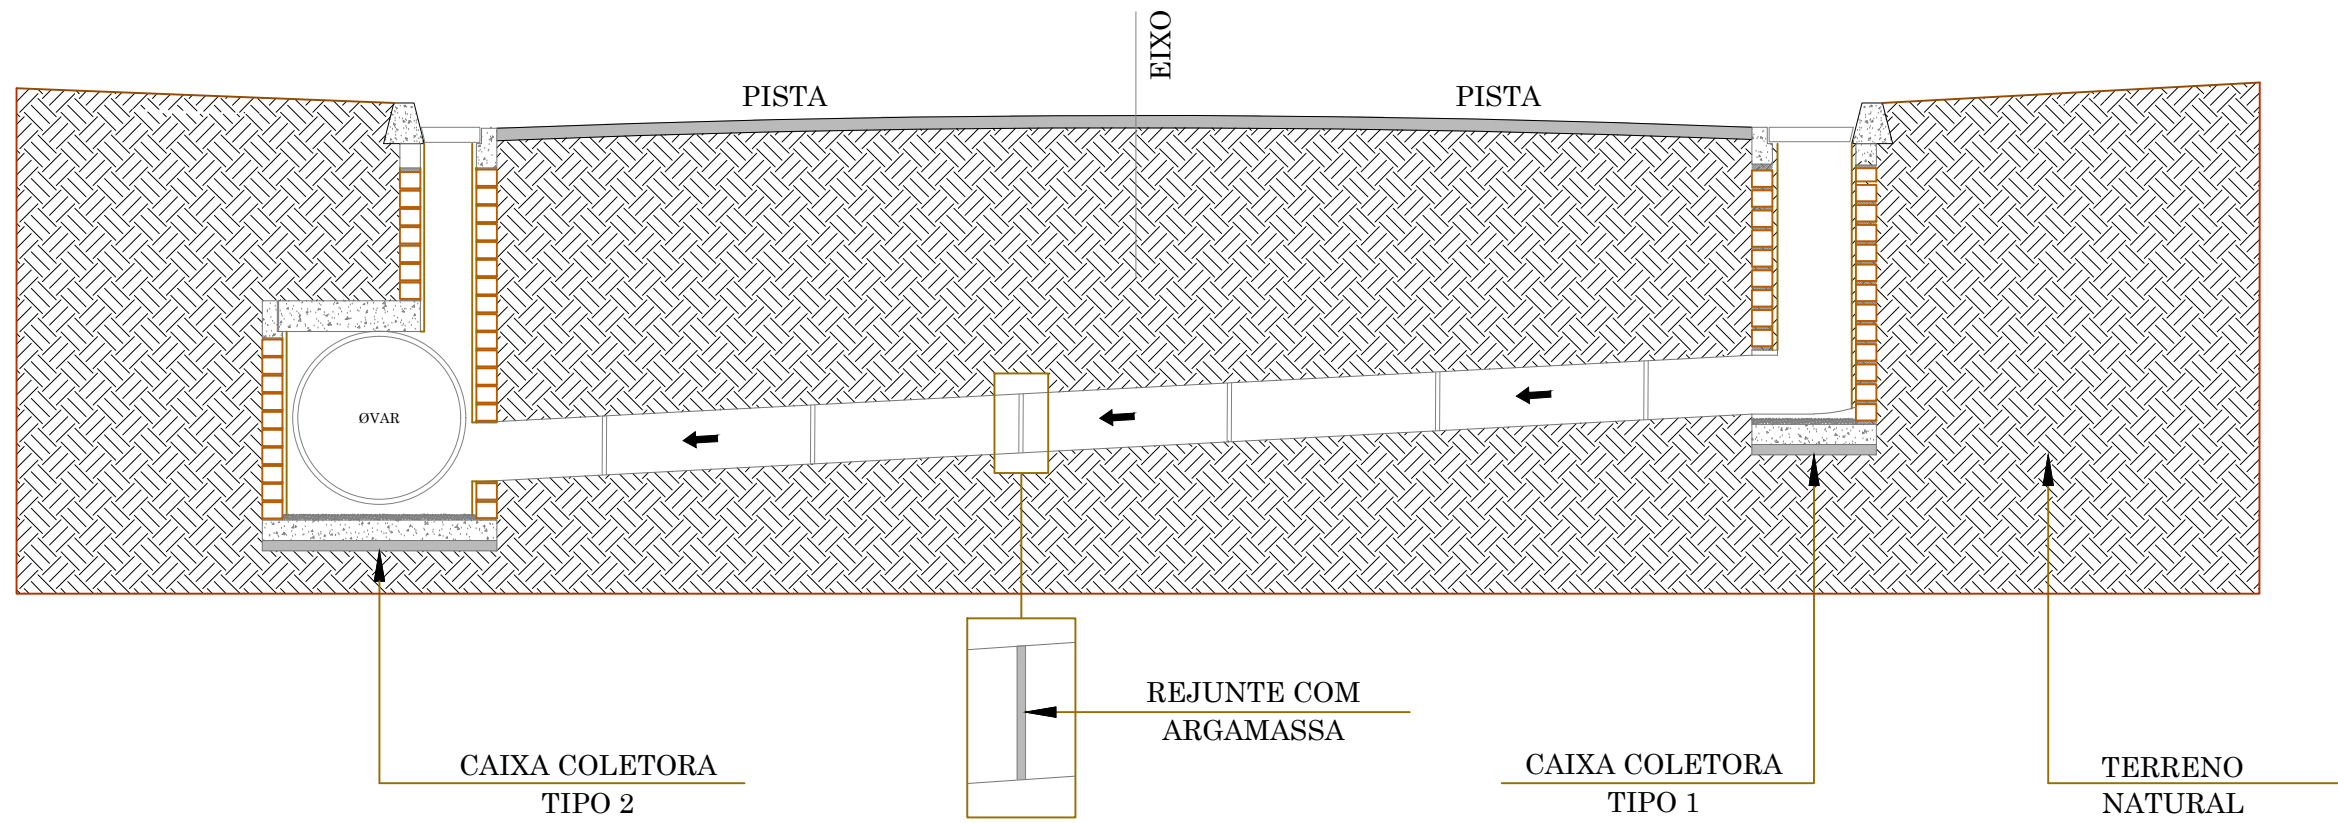 EIXO
PISTA
PISTA
ØVAR
REJUNTE COM
ARGAMASSA
CAIXA COLETORA
TIPO 2
CAIXA COLETORA
TIPO 1
TERRENO
NATURAL